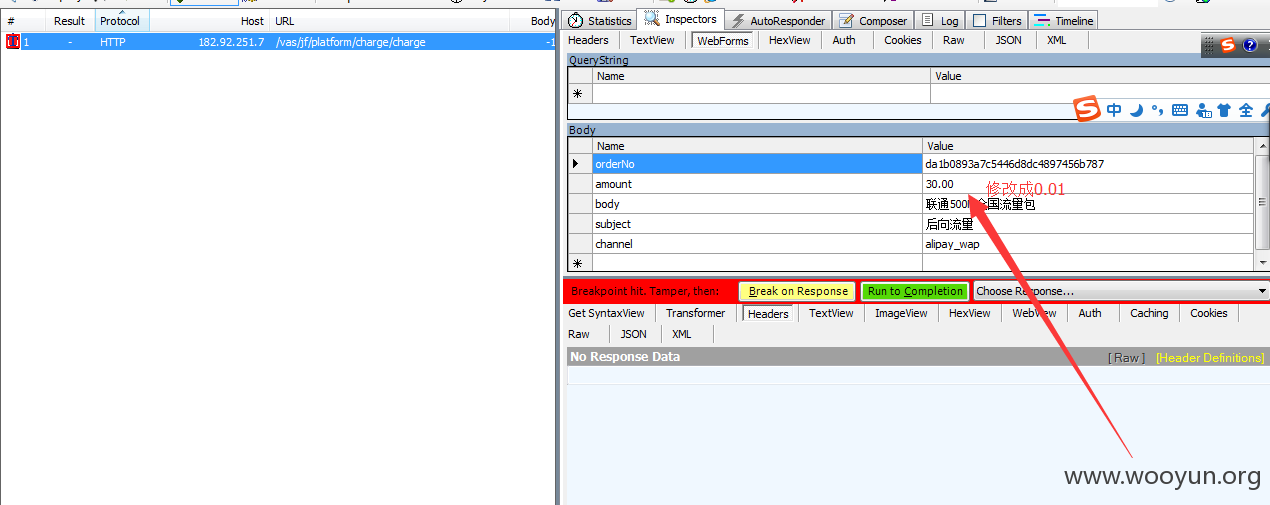 # Result Protocol Host URL Body
1 - HTTP 182.92.251.7 /vas/jf/platform/charge/charge -1
Statistics Inspectors AutoResponder Composer Log Filters Timeline
Headers TextView WebForms HexView Auth Cookies Raw JSON XML
QueryString
Name Value
中 全
Body
Name Value
orderNo da1b0893a7c5446d8dc4897456b787
amount 30.00
修改成0.01
body 联通500M全国流量包
subject 后向流量
channel alipay_wap
Breakpoint hit. Tamper, then: Break on Response Run to Completion Choose Response...
Get SyntaxView Transformer Headers TextView ImageView HexView WebView Auth Caching Cookies
Raw JSON XML
No Response Data [ Raw ] [Header Definitions]
www.wooyun.org